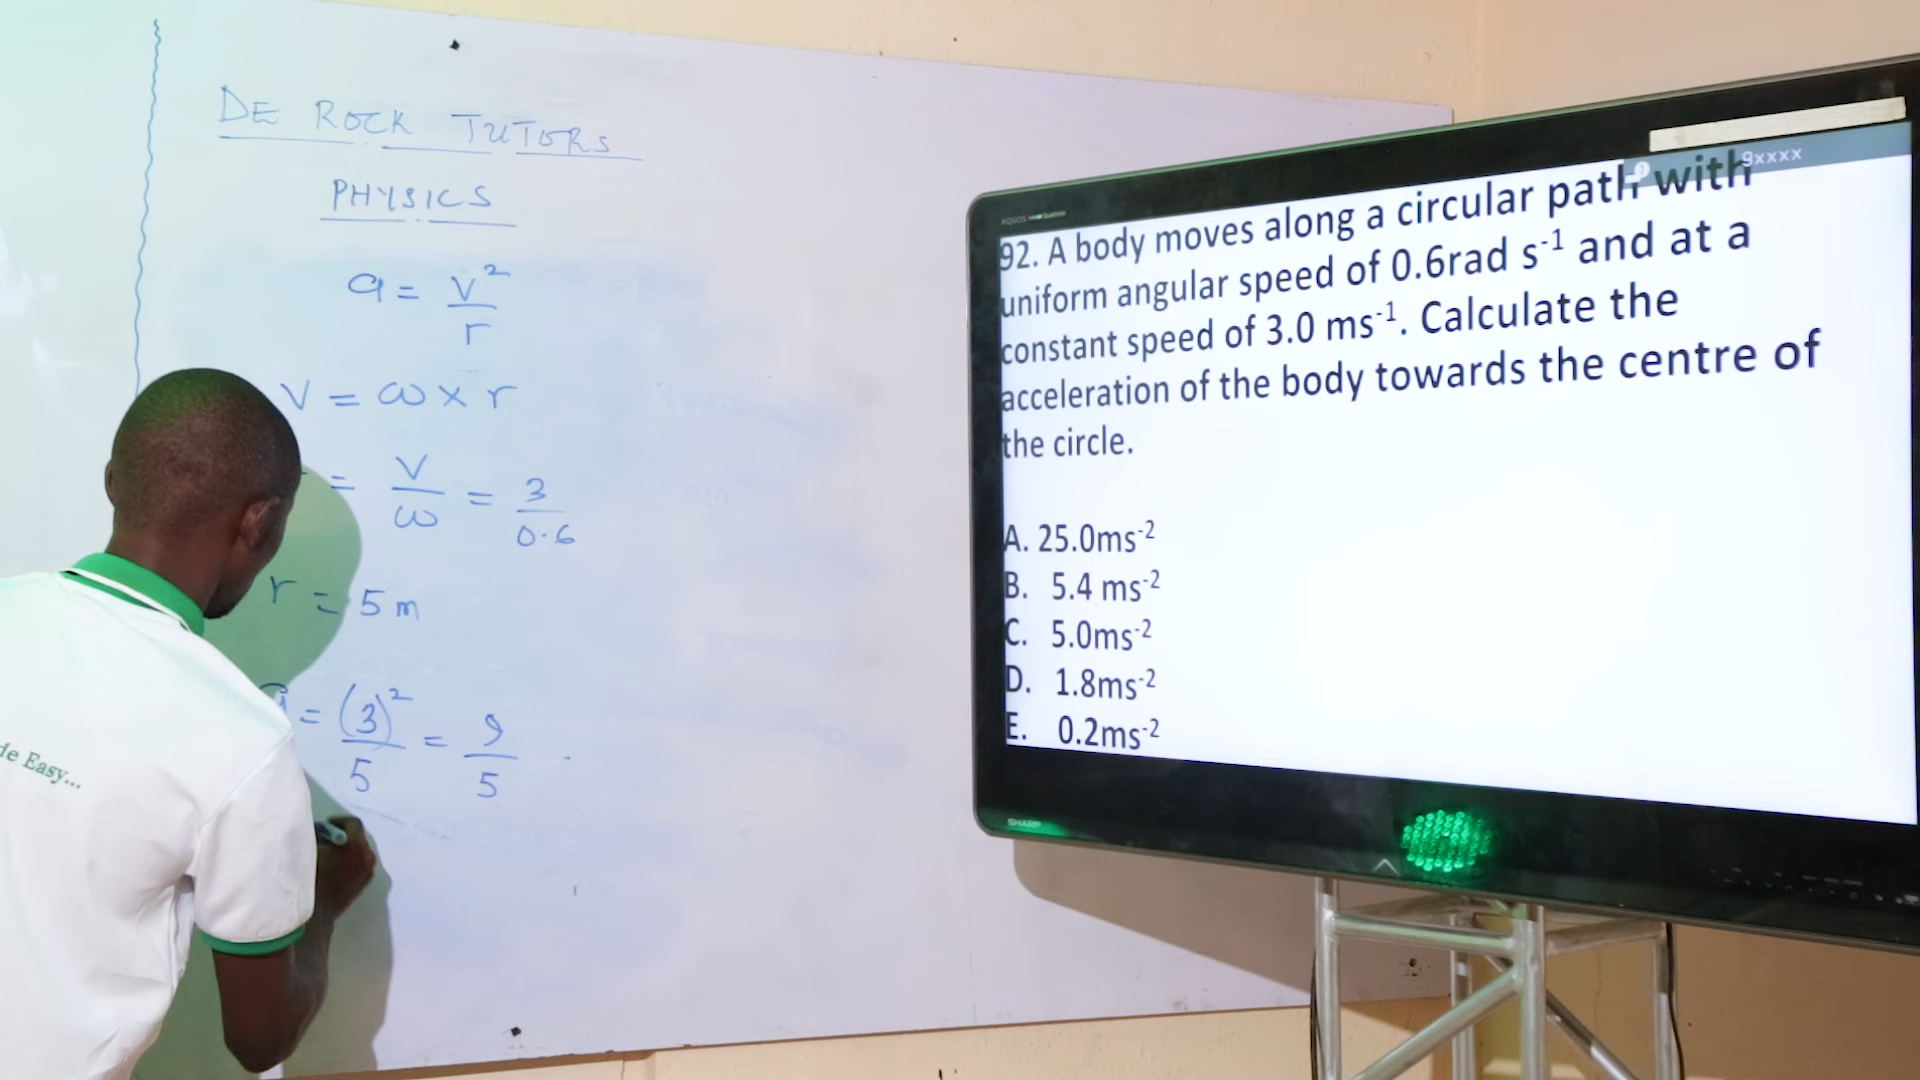 DE ROCK TUTORS
PHYSICS
a = v²/r
v = ω x r
= v/ω = 3/0.6
r = 5m
a = (3)²/5 = 9/5
de Easy...
9xxxx
92. A body moves along a circular path with
uniform angular speed of 0.6rad s⁻¹ and at a
constant speed of 3.0 ms⁻¹. Calculate the
acceleration of the body towards the centre of
the circle.
A. 25.0ms⁻²
B. 5.4 ms⁻²
C. 5.0ms⁻²
D. 1.8ms⁻²
E. 0.2ms⁻²
SHARP
AQUOS